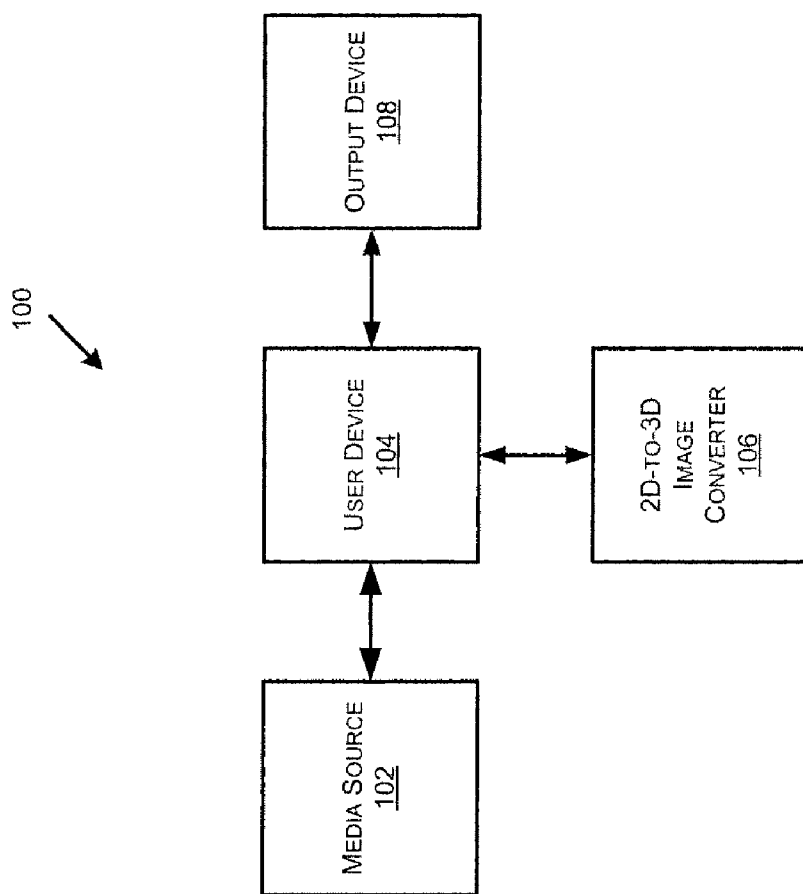 100
MEDIA SOURCE
102
USER DEVICE
104
OUTPUT DEVICE
108
2D-TO-3D
IMAGE
CONVERTER
106